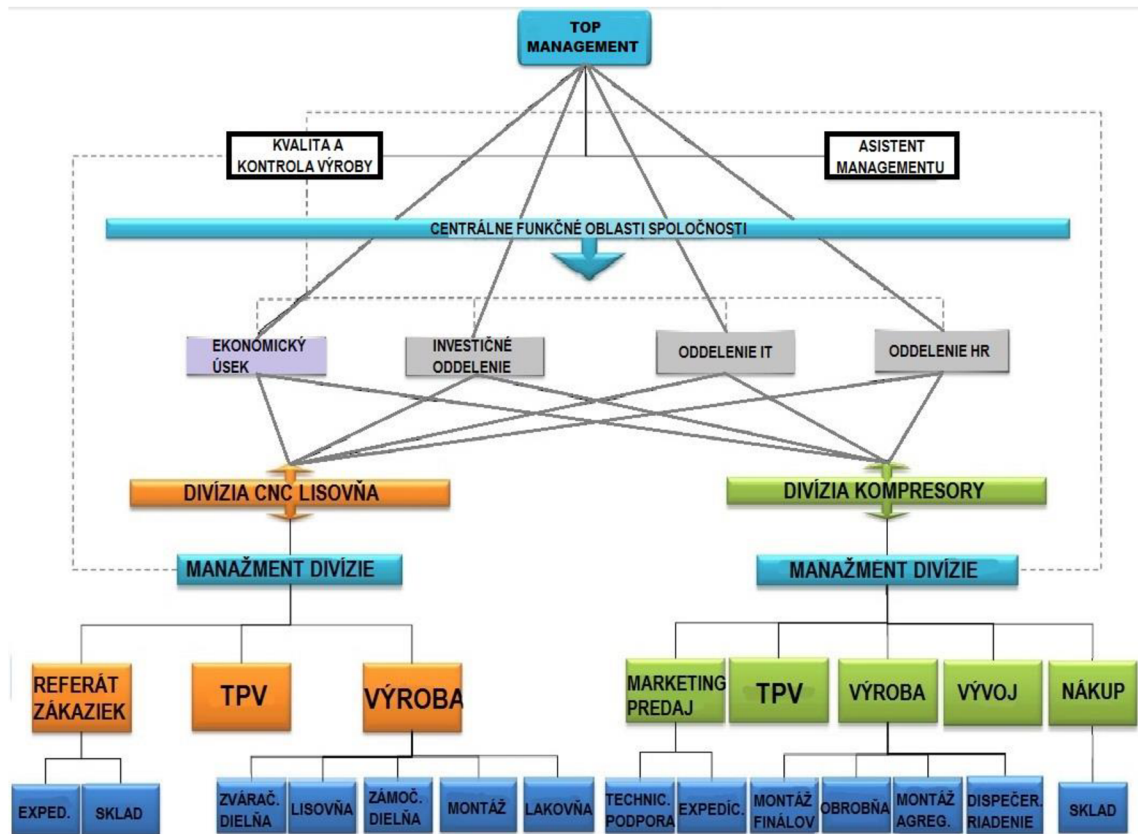 TOP
MANAGEMENT
KVALITA A
KONTROLA VÝROBY
ASISTENT
MANAGEMENTU
CENTRÁLNE FUNKČNÉ OBLASTI SPOLOČNOSTI
EKONOMICKÝ
ÚSEK
INVESTIČNÉ
ODDELENIE
ODDELENIE IT
ODDELENIE HR
DIVÍZIA CNC LISOVŇA
DIVÍZIA KOMPRESORY
MANAŽMENT DIVÍZIE
MANAŽMENT DIVÍZIE
REFERÁT
ZÁKAZIEK
TPV
VÝROBA
MARKETING
PREDAJ
TPV
VÝROBA
VÝVOJ
NÁKUP
EXPED.
SKLAD
ZVÁRAČ.
DIELŇA
LISOVŇA
ZÁMOČ.
DIELŇA
MONTÁŽ
LAKOVŇA
TECHNIC.
PODPORA
EXPEDÍC.
MONTÁŽ
FINÁLOV
OBROBŇA
MONTÁŽ
AGREG.
DISPEČER.
RIADENIE
SKLAD